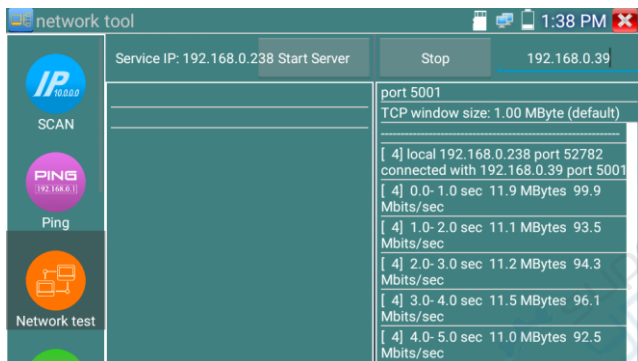 network tool
1:38 PM
Service IP: 192.168.0.238 Start Server
Stop
192.168.0.39
IP
10.0.0.0
SCAN
PING
192.168.0.1
Ping
Network test
port 5001
TCP window size: 1.00 MByte (default)
------------------------------------------------------------
[ 4] local 192.168.0.238 port 52782
connected with 192.168.0.39 port 5001
[ 4] 0.0- 1.0 sec 11.9 MBytes 99.9
Mbits/sec
[ 4] 1.0- 2.0 sec 11.1 MBytes 93.5
Mbits/sec
[ 4] 2.0- 3.0 sec 11.2 MBytes 94.3
Mbits/sec
[ 4] 3.0- 4.0 sec 11.5 MBytes 96.1
Mbits/sec
[ 4] 4.0- 5.0 sec 11.0 MBytes 92.5
Mbits/sec